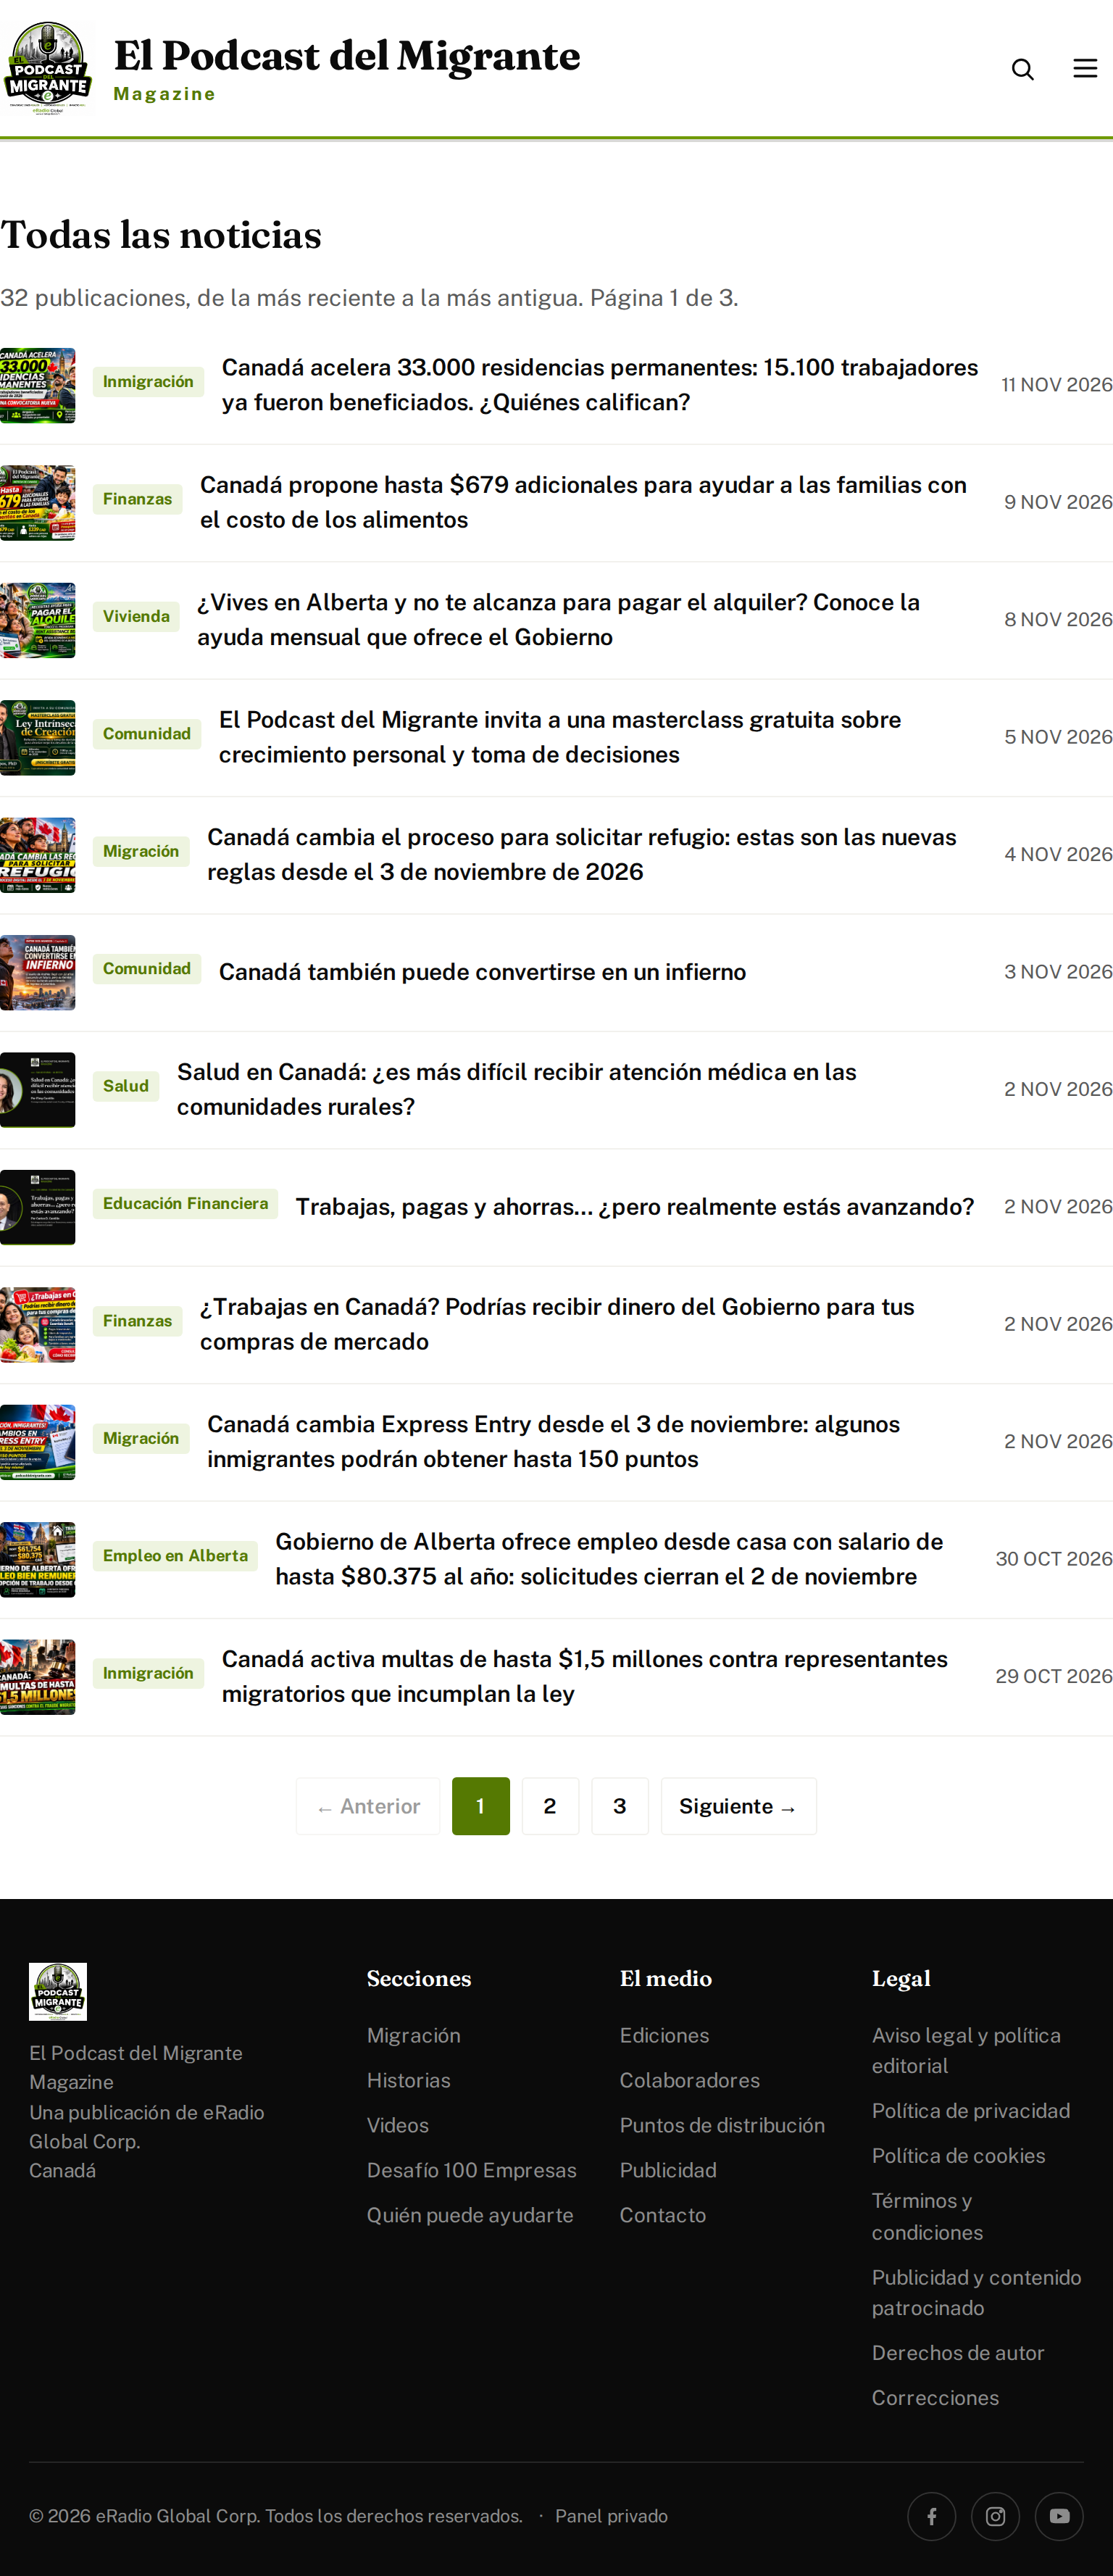 EL
PODCAST
DEL
MIGRANTE
El Podcast del Migrante
Magazine
Todas las noticias
32 publicaciones, de la más reciente a la más antigua. Página 1 de 3.
Inmigración
Canadá acelera 33.000 residencias permanentes: 15.100 trabajadores
ya fueron beneficiados. ¿Quiénes califican?
11 NOV 2026
Finanzas
Canadá propone hasta $679 adicionales para ayudar a las familias con
el costo de los alimentos
9 NOV 2026
Vivienda
¿Vives en Alberta y no te alcanza para pagar el alquiler? Conoce la
ayuda mensual que ofrece el Gobierno
8 NOV 2026
Comunidad
El Podcast del Migrante invita a una masterclass gratuita sobre
crecimiento personal y toma de decisiones
5 NOV 2026
Migración
Canadá cambia el proceso para solicitar refugio: estas son las nuevas
reglas desde el 3 de noviembre de 2026
4 NOV 2026
Comunidad
Canadá también puede convertirse en un infierno
3 NOV 2026
Salud
Salud en Canadá: ¿es más difícil recibir atención médica en las
comunidades rurales?
2 NOV 2026
Educación Financiera
Trabajas, pagas y ahorras... ¿pero realmente estás avanzando?
2 NOV 2026
Finanzas
¿Trabajas en Canadá? Podrías recibir dinero del Gobierno para tus
compras de mercado
2 NOV 2026
Migración
Canadá cambia Express Entry desde el 3 de noviembre: algunos
inmigrantes podrán obtener hasta 150 puntos
2 NOV 2026
Empleo en Alberta
Gobierno de Alberta ofrece empleo desde casa con salario de
hasta $80.375 al año: solicitudes cierran el 2 de noviembre
30 OCT 2026
Inmigración
Canadá activa multas de hasta $1,5 millones contra representantes
migratorios que incumplan la ley
29 OCT 2026
← Anterior
1
2
3
Siguiente →
El Podcast del Migrante
Magazine
Una publicación de eRadio
Global Corp.
Canadá
Secciones
Migración
Historias
Videos
Desafío 100 Empresas
Quién puede ayudarte
El medio
Ediciones
Colaboradores
Puntos de distribución
Publicidad
Contacto
Legal
Aviso legal y política
editorial
Política de privacidad
Política de cookies
Términos y
condiciones
Publicidad y contenido
patrocinado
Derechos de autor
Correcciones
© 2026 eRadio Global Corp. Todos los derechos reservados. · Panel privado